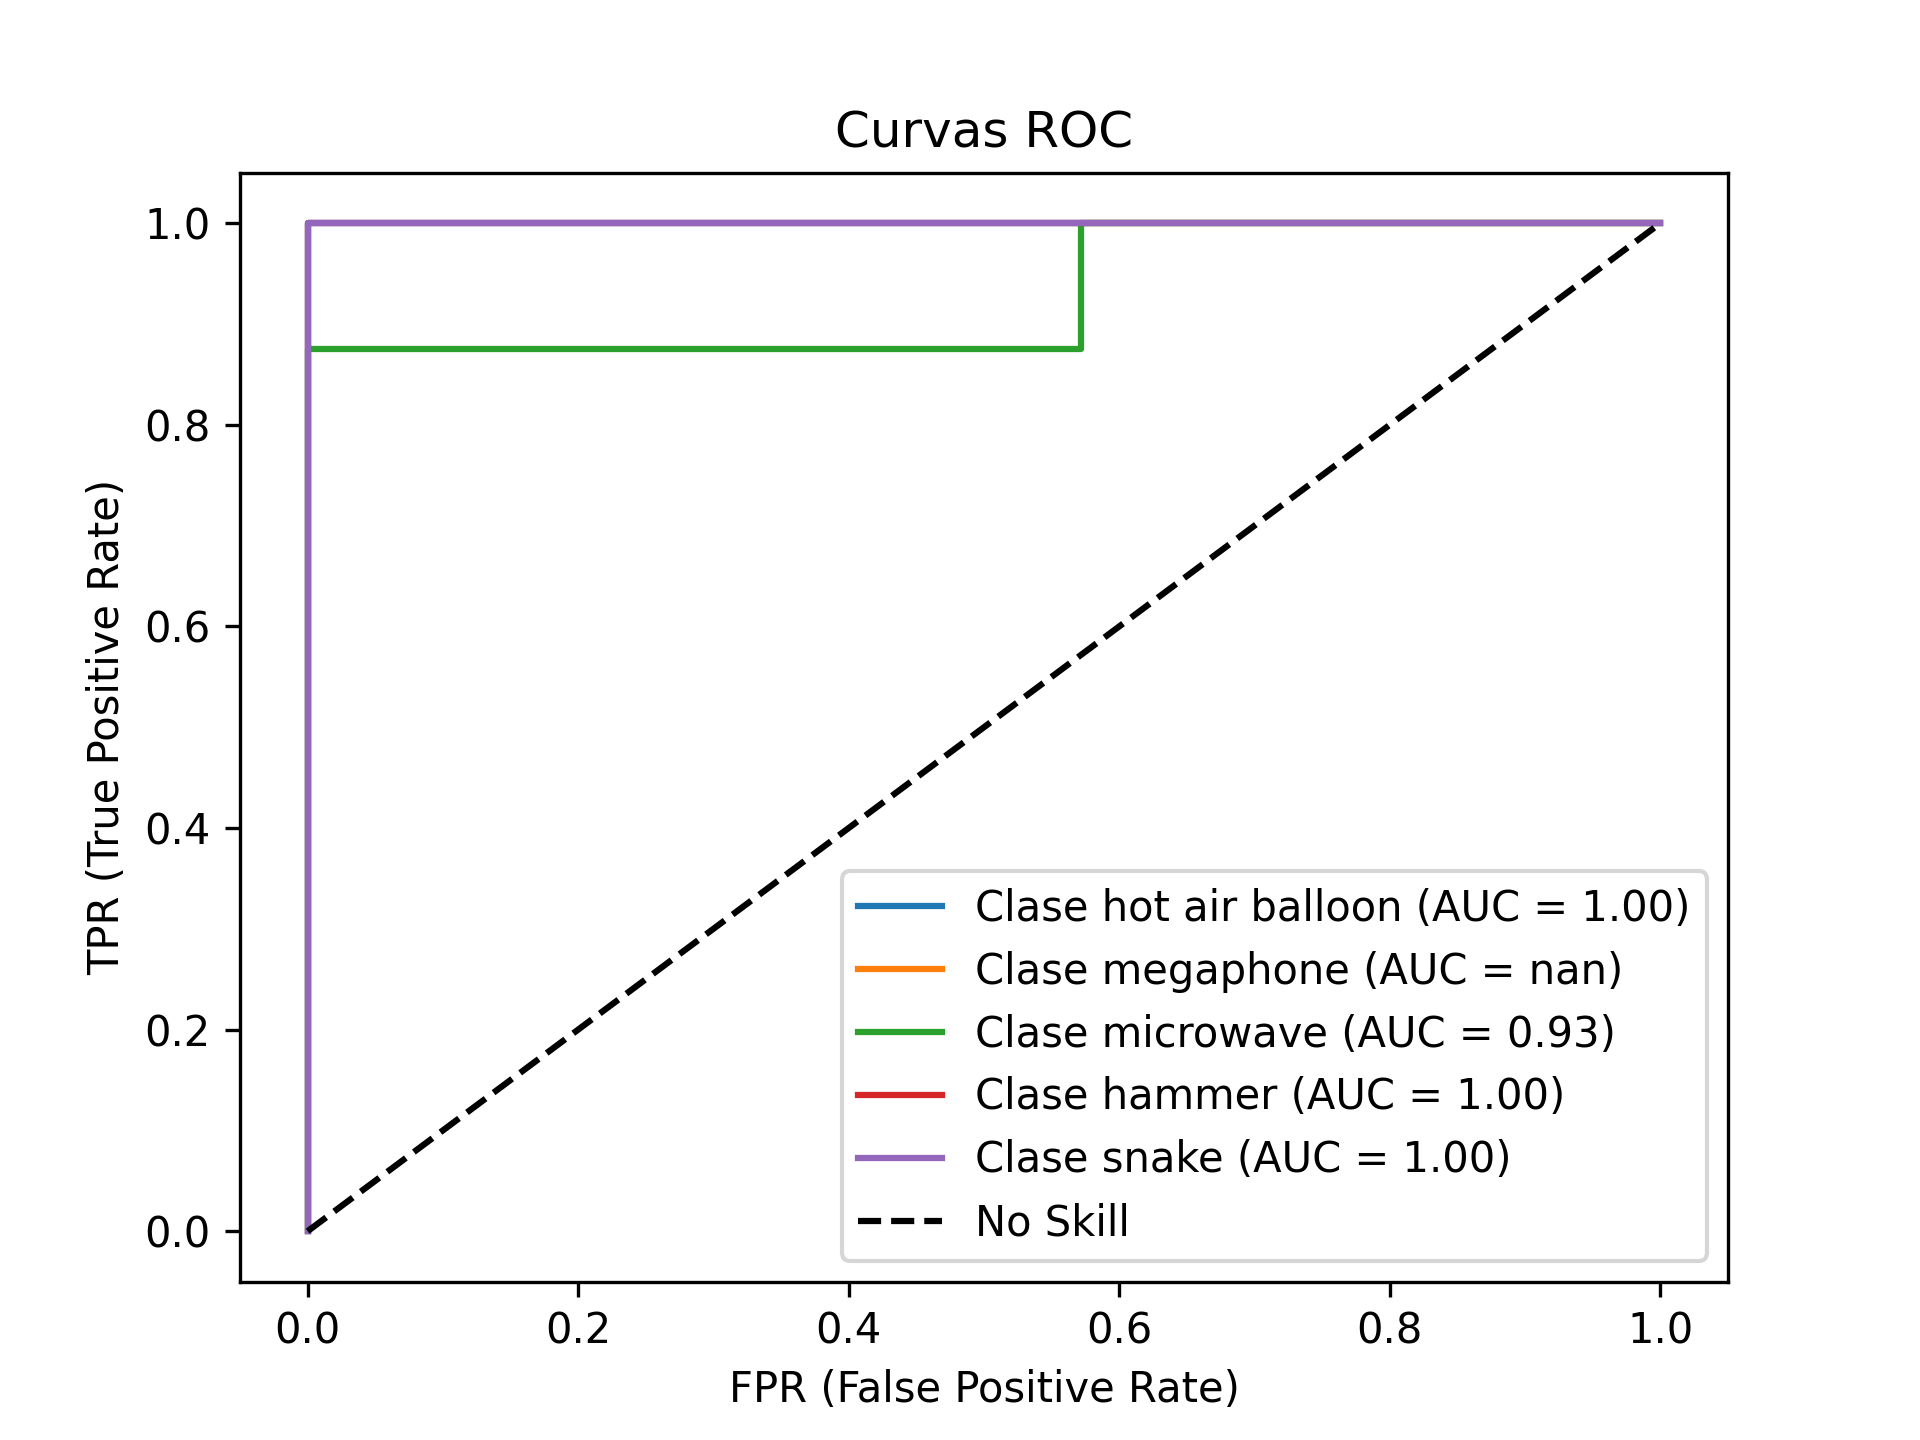 Curvas ROC
TPR (True Positive Rate)
1.0
0.8
0.6
0.4
0.2
0.0
Clase hot air balloon (AUC = 1.00)
Clase megaphone (AUC = nan)
Clase microwave (AUC = 0.93)
Clase hammer (AUC = 1.00)
Clase snake (AUC = 1.00)
No Skill
0.0 0.2 0.4 0.6 0.8 1.0
FPR (False Positive Rate)